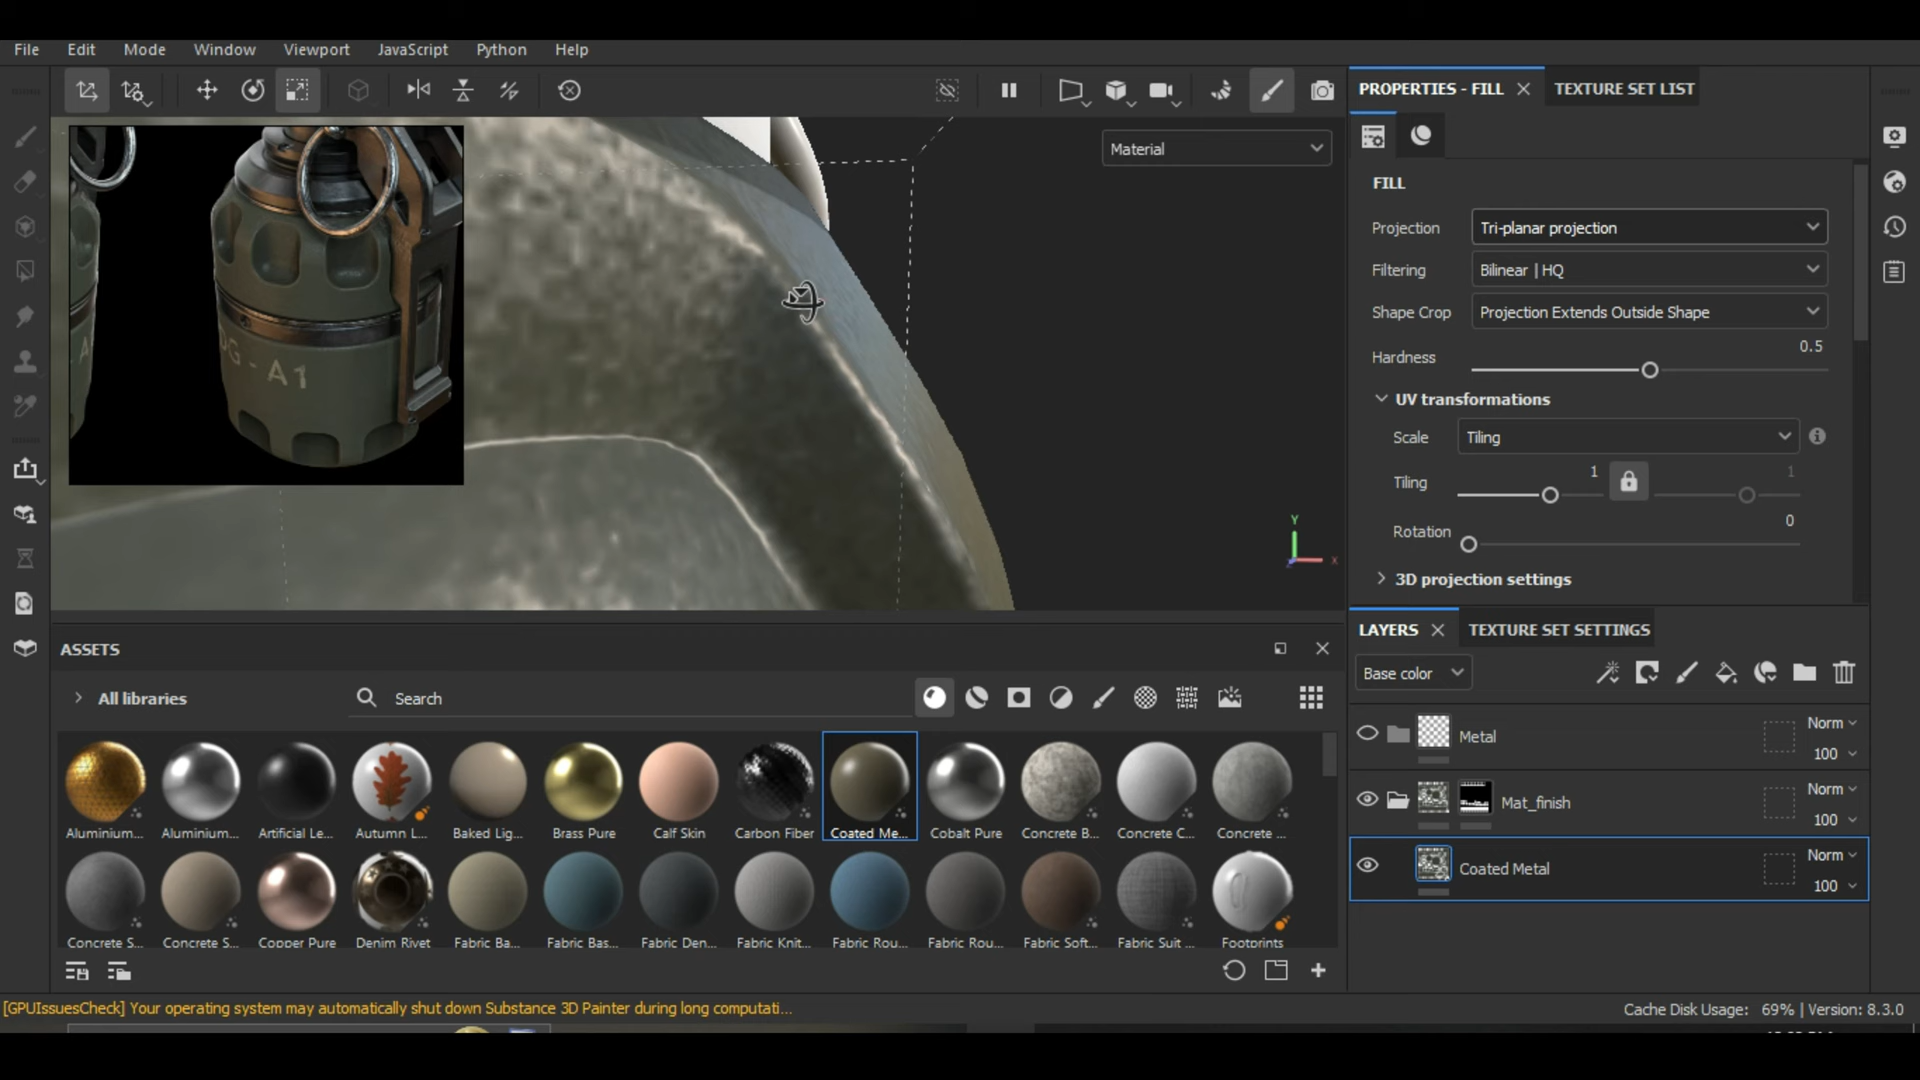 File Edit Mode Window Viewport JavaScript Python Help
PROPERTIES - FILL TEXTURE SET LIST
Material
DG - A1
A
FILL
Projection Tri-planar projection
Filtering Bilinear | HQ
Shape Crop Projection Extends Outside Shape
Hardness 0.5
UV transformations
Scale Tiling
Tiling 1 1
Rotation 0
3D projection settings
Y
X
LAYERS TEXTURE SET SETTINGS
Base color
Metal Norm 100
Mat_finish Norm 100
Coated Metal Norm 100
ASSETS
All libraries Search
Aluminium... Aluminium... Artificial Le... Autumn L... Baked Lig... Brass Pure Calf Skin Carbon Fiber Coated Me... Cobalt Pure Concrete B... Concrete C... Concrete ...
Concrete S... Concrete S... Copper Pure Denim Rivet Fabric Ba... Fabric Bas... Fabric Den... Fabric Knit... Fabric Rou... Fabric Rou... Fabric Soft... Fabric Suit ... Footprints
[GPUIssuesCheck] Your operating system may automatically shut down Substance 3D Painter during long computati...
Cache Disk Usage: 69% | Version: 8.3.0